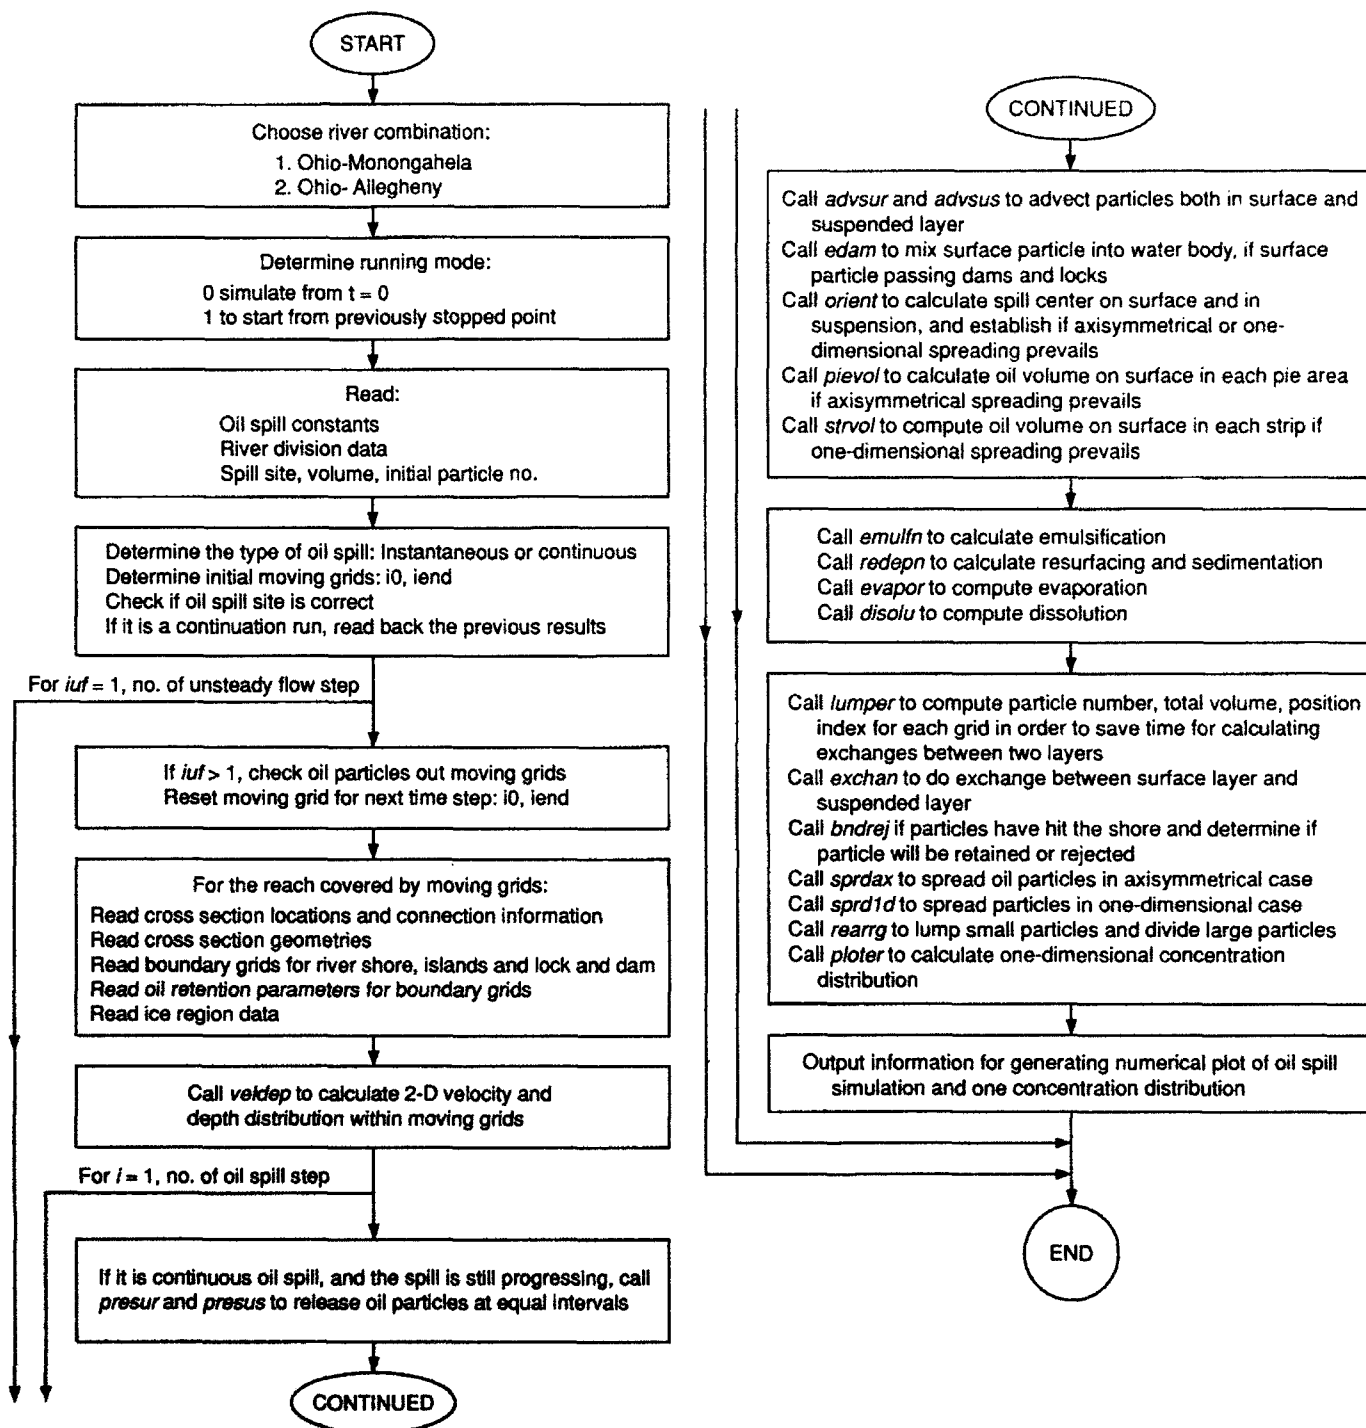 START
Choose river combination:
1. Ohio-Monongahela
2. Ohio- Allegheny
Determine running mode:
0 simulate from t = 0
1 to start from previously stopped point
Read:
Oil spill constants
River division data
Spill site, volume, initial particle no.
Determine the type of oil spill: Instantaneous or continuous
Determine initial moving grids: i0, iend
Check if oil spill site is correct
If it is a continuation run, read back the previous results
For iuf = 1, no. of unsteady flow step
If iuf > 1, check oil particles out moving grids
Reset moving grid for next time step: i0, iend
For the reach covered by moving grids:
Read cross section locations and connection information
Read cross section geometries
Read boundary grids for river shore, islands and lock and dam
Read oil retention parameters for boundary grids
Read ice region data
Call veldep to calculate 2-D velocity and
depth distribution within moving grids
For i = 1, no. of oil spill step
If it is continuous oil spill, and the spill is still progressing, call
presur and presus to release oil particles at equal intervals
CONTINUED
CONTINUED
Call advsur and advsus to advect particles both in surface and
suspended layer
Call edam to mix surface particle into water body, if surface
particle passing dams and locks
Call orient to calculate spill center on surface and in
suspension, and establish if axisymmetrical or one-
dimensional spreading prevails
Call pievol to calculate oil volume on surface in each pie area
if axisymmetrical spreading prevails
Call strvol to compute oil volume on surface in each strip if
one-dimensional spreading prevails
Call emulfn to calculate emulsification
Call redepn to calculate resurfacing and sedimentation
Call evapor to compute evaporation
Call disolu to compute dissolution
Call lumper to compute particle number, total volume, position
index for each grid in order to save time for calculating
exchanges between two layers
Call exchan to do exchange between surface layer and
suspended layer
Call bndrej if particles have hit the shore and determine if
particle will be retained or rejected
Call sprdax to spread oil particles in axisymmetrical case
Call sprd1d to spread particles in one-dimensional case
Call rearrg to lump small particles and divide large particles
Call ploter to calculate one-dimensional concentration
distribution
Output information for generating numerical plot of oil spill
simulation and one concentration distribution
END